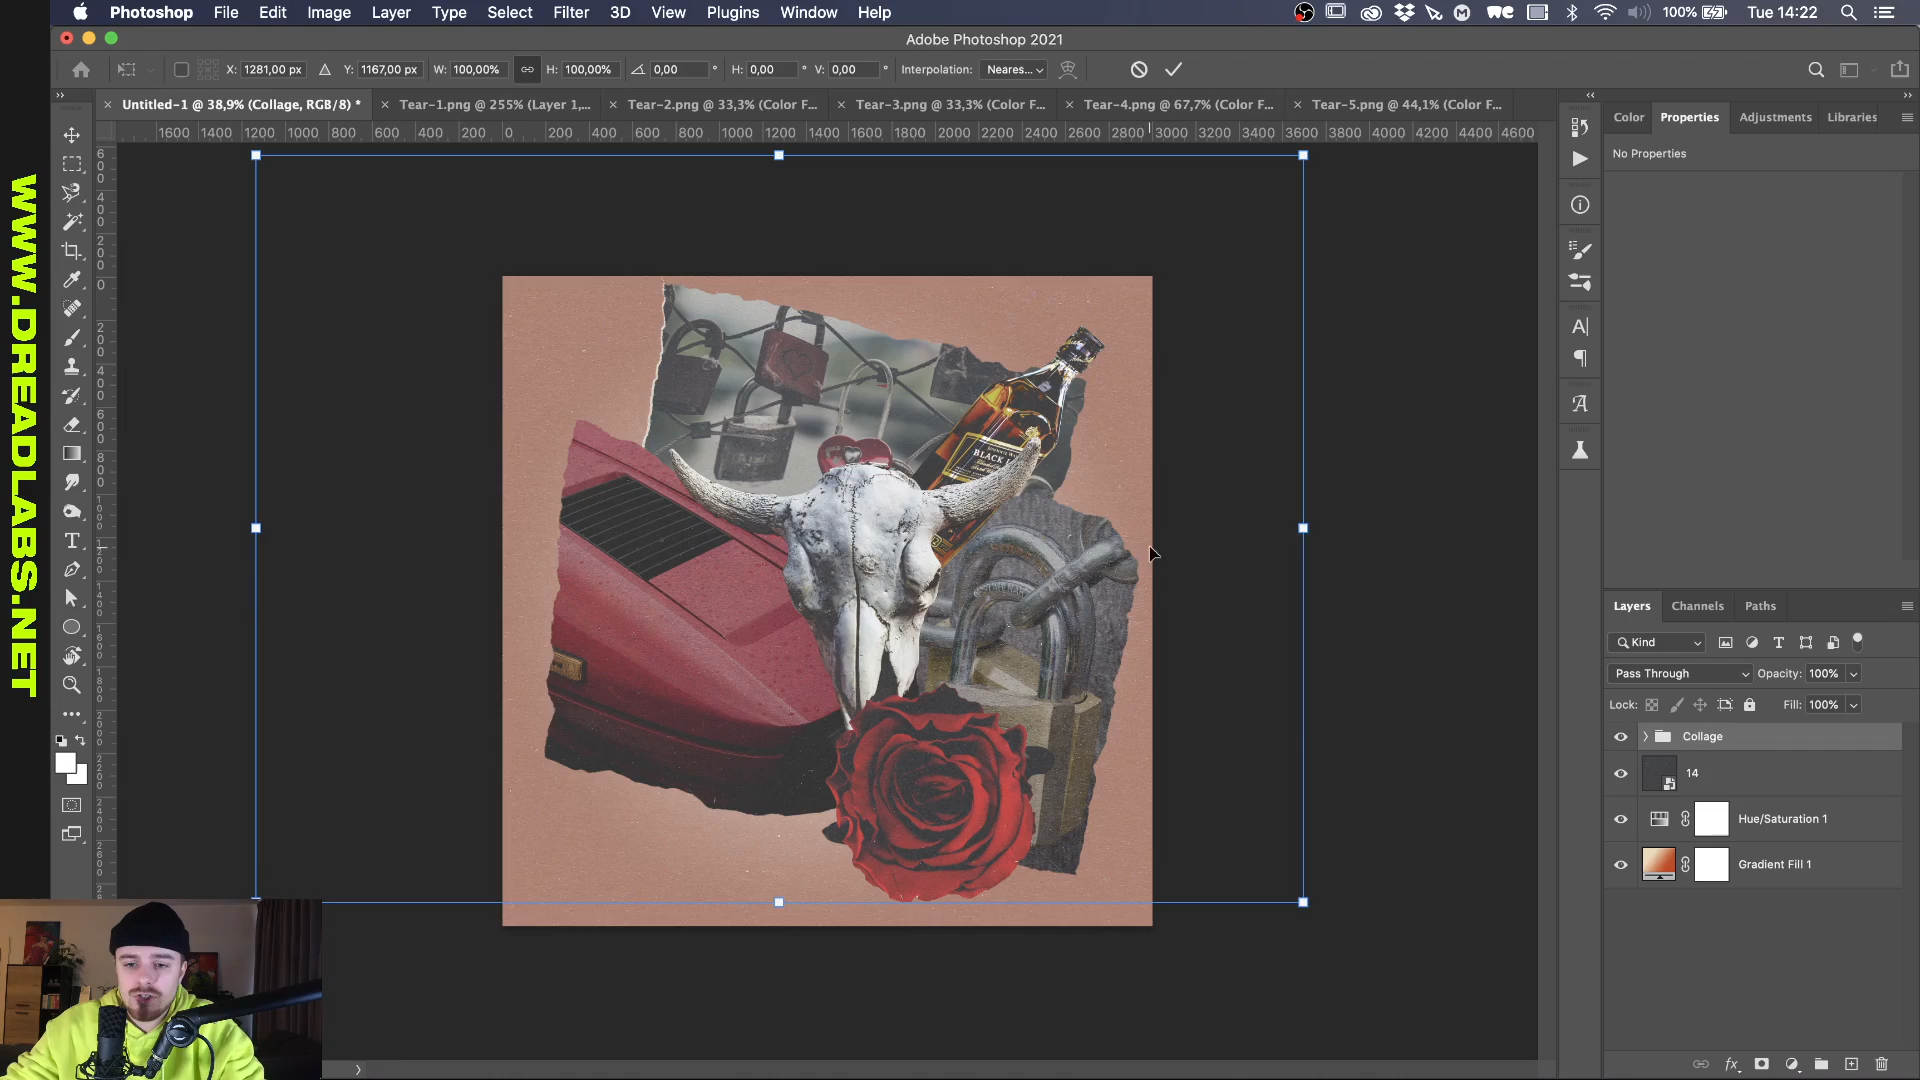 Photoshop File Edit Image Layer Type Select Filter 3D View Plugins Window Help
100% Tue 14:22
Adobe Photoshop 2021
X: 1281,00 px Y: 1167,00 px W: 100,00% H: 100,00% 0,00 ° H: 0,00 ° V: 0,00 ° Interpolation: Neares...
Untitled-1 @ 38,9% (Collage, RGB/8) * Tear-1.png @ 255% (Layer 1,... Tear-2.png @ 33,3% (Color F... Tear-3.png @ 33,3% (Color F... Tear-4.png @ 67,7% (Color F... Tear-5.png @ 44,1% (Color F...
1600 1400 1200 1000 800 600 400 200 0 200 400 600 800 1000 1200 1400 1600 1800 2000 2200 2400 2600 2800 3000 3200 3400 3600 3800 4000 4200 4400 4600
Color Properties Adjustments Libraries
No Properties
WWW.DREADLABS.NET
BLACK
Layers Channels Paths
Kind
Pass Through Opacity: 100%
Lock: Fill: 100%
Collage
14
Hue/Saturation 1
Gradient Fill 1